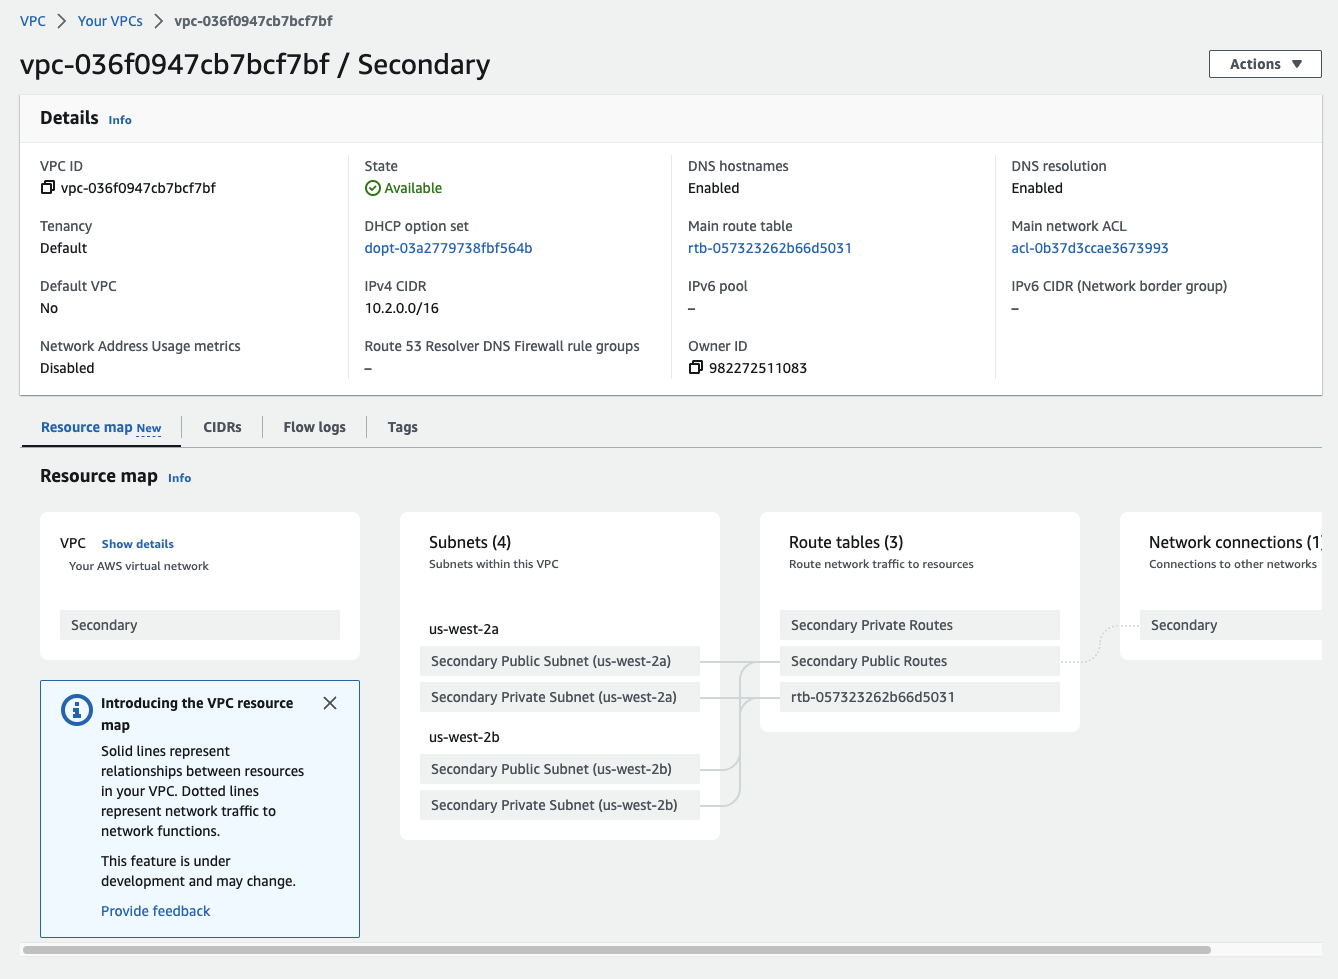 VPC > Your VPCs > vpc-036f0947cb7bcf7bf
vpc-036f0947cb7bcf7bf / Secondary
Actions
Details Info
VPC ID
vpc-036f0947cb7bcf7bf
State
Available
DNS hostnames
Enabled
DNS resolution
Enabled
Tenancy
Default
DHCP option set
dopt-03a2779738fbf564b
Main route table
rtb-057323262b66d5031
Main network ACL
acl-0b37d3ccae3673993
Default VPC
No
IPv4 CIDR
10.2.0.0/16
IPv6 pool
–
IPv6 CIDR (Network border group)
–
Network Address Usage metrics
Disabled
Route 53 Resolver DNS Firewall rule groups
–
Owner ID
982272511083
Resource map New
CIDRs
Flow logs
Tags
Resource map Info
VPC Show details
Your AWS virtual network
Secondary
Introducing the VPC resource
map
Solid lines represent
relationships between resources
in your VPC. Dotted lines
represent network traffic to
network functions.
This feature is under
development and may change.
Provide feedback
Subnets (4)
Subnets within this VPC
us-west-2a
Secondary Public Subnet (us-west-2a)
Secondary Private Subnet (us-west-2a)
us-west-2b
Secondary Public Subnet (us-west-2b)
Secondary Private Subnet (us-west-2b)
Route tables (3)
Route network traffic to resources
Secondary Private Routes
Secondary Public Routes
rtb-057323262b66d5031
Network connections (1)
Connections to other networks
Secondary